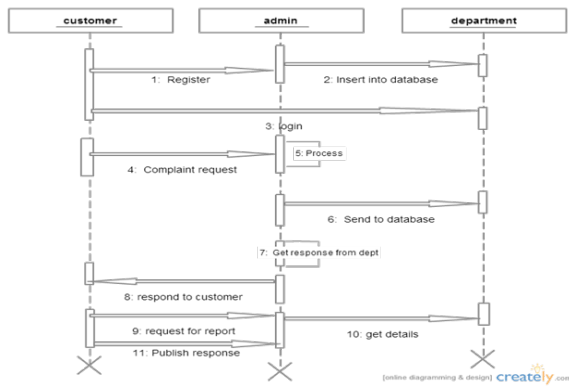 customer
admin
department
1: Register
2: Insert into database
3: login
4: Complaint request
5: Process
6: Send to database
7: Get response from dept
8: respond to customer
9: request for report
10: get details
11: Publish response
[online diagramming & design] creately.com